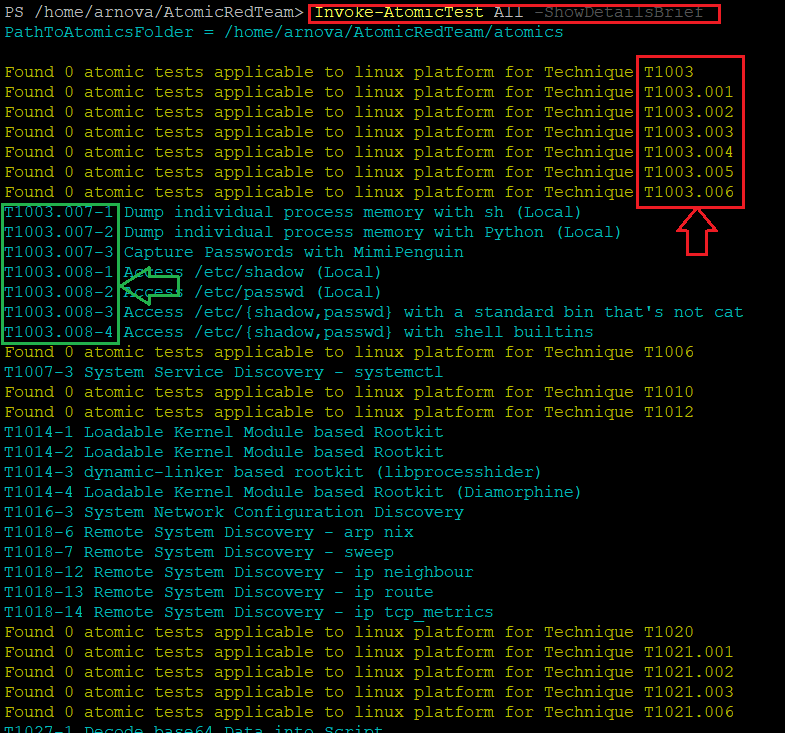 PS /home/arnova/AtomicRedTeam> Invoke-AtomicTest All -ShowDetailsBrief
PathToAtomicsFolder = /home/arnova/AtomicRedTeam/atomics
Found 0 atomic tests applicable to linux platform for Technique T1003
Found 0 atomic tests applicable to linux platform for Technique T1003.001
Found 0 atomic tests applicable to linux platform for Technique T1003.002
Found 0 atomic tests applicable to linux platform for Technique T1003.003
Found 0 atomic tests applicable to linux platform for Technique T1003.004
Found 0 atomic tests applicable to linux platform for Technique T1003.005
Found 0 atomic tests applicable to linux platform for Technique T1003.006
T1003.007-1 Dump individual process memory with sh (Local)
T1003.007-2 Dump individual process memory with Python (Local)
T1003.007-3 Capture Passwords with MimiPenguin
T1003.008-1 Access /etc/shadow (Local)
T1003.008-2 Access /etc/passwd (Local)
T1003.008-3 Access /etc/{shadow,passwd} with a standard bin that's not cat
T1003.008-4 Access /etc/{shadow,passwd} with shell builtins
Found 0 atomic tests applicable to linux platform for Technique T1006
T1007-3 System Service Discovery - systemctl
Found 0 atomic tests applicable to linux platform for Technique T1010
Found 0 atomic tests applicable to linux platform for Technique T1012
T1014-1 Loadable Kernel Module based Rootkit
T1014-2 Loadable Kernel Module based Rootkit
T1014-3 dynamic-linker based rootkit (libprocesshider)
T1014-4 Loadable Kernel Module based Rootkit (Diamorphine)
T1016-3 System Network Configuration Discovery
T1018-6 Remote System Discovery - arp nix
T1018-7 Remote System Discovery - sweep
T1018-12 Remote System Discovery - ip neighbour
T1018-13 Remote System Discovery - ip route
T1018-14 Remote System Discovery - ip tcp_metrics
Found 0 atomic tests applicable to linux platform for Technique T1020
Found 0 atomic tests applicable to linux platform for Technique T1021.001
Found 0 atomic tests applicable to linux platform for Technique T1021.002
Found 0 atomic tests applicable to linux platform for Technique T1021.003
Found 0 atomic tests applicable to linux platform for Technique T1021.006
T1027-1 Decode base64 Data into Script